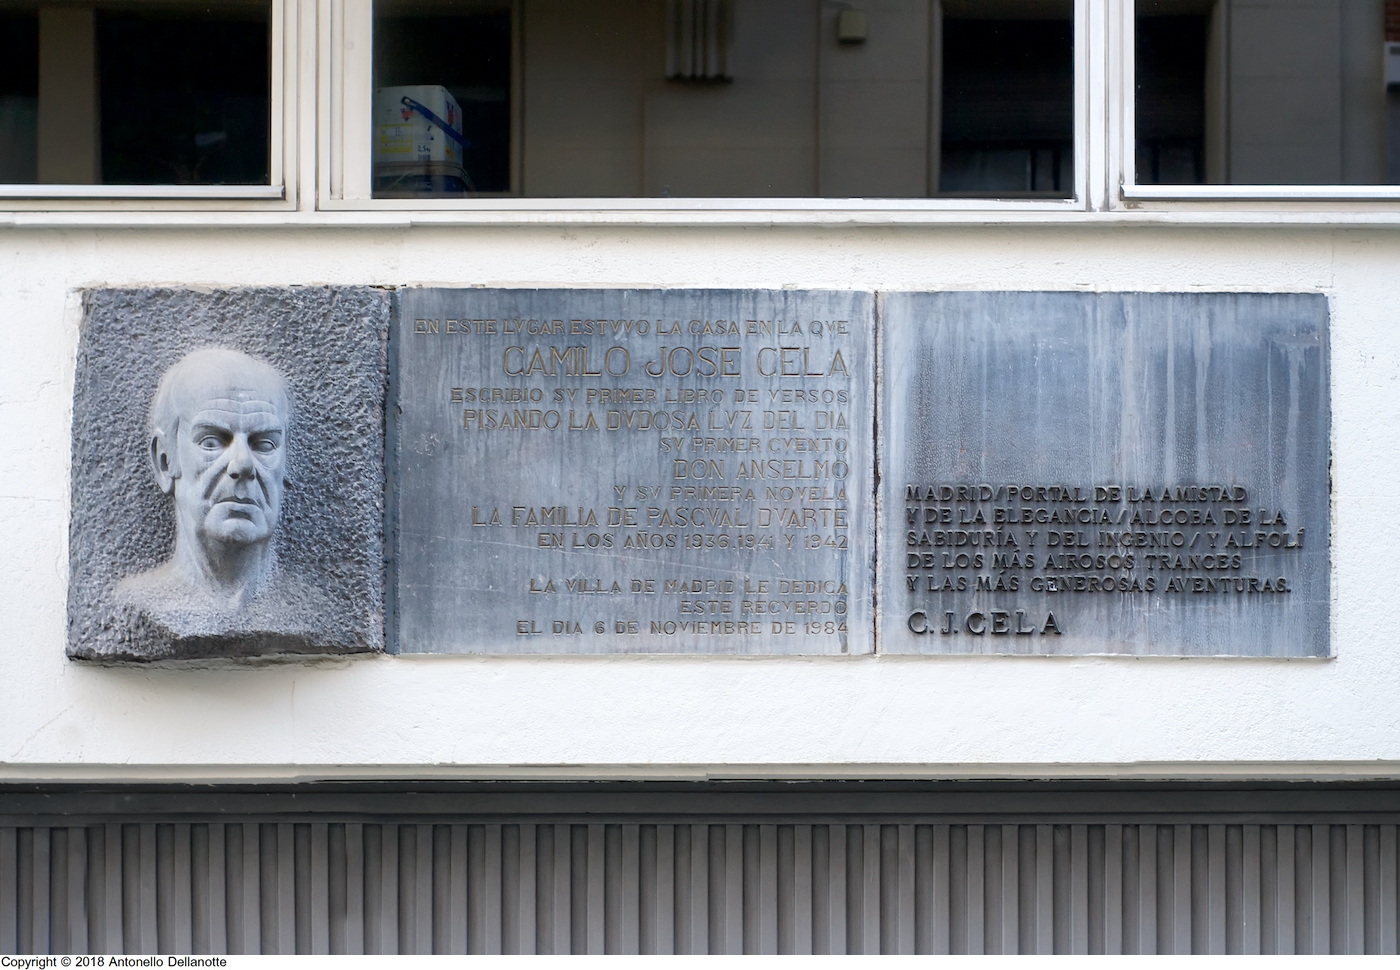 EN ESTE LVGAR ESTVVO LA CASA EN LA QVE
CAMILO JOSE CELA
ESCRIBIO SV PRIMER LIBRO DE VERSOS
PISANDO LA DVDOSA LVZ DEL DIA
SV PRIMER CVENTO
DON ANSELMO
Y SV PRIMERA NOVELA
LA FAMILIA DE PASCVAL DVARTE
EN LOS AÑOS 1936, 1941 Y 1942
LA VILLA DE MADRID LE DEDICA
ESTE RECVERDO
EL DIA 6 DE NOVIEMBRE DE 1984
MADRID/PORTAL DE LA AMISTAD
Y DE LA ELEGANCIA/ALCOBA DE LA
SABIDURÍA Y DEL INGENIO/Y ALFOLÍ
DE LOS MÁS AIROSOS TRANCES
Y LAS MÁS GENEROSAS AVENTURAS.
C. J. CELA
Copyright © 2018 Antonello Dellanotte